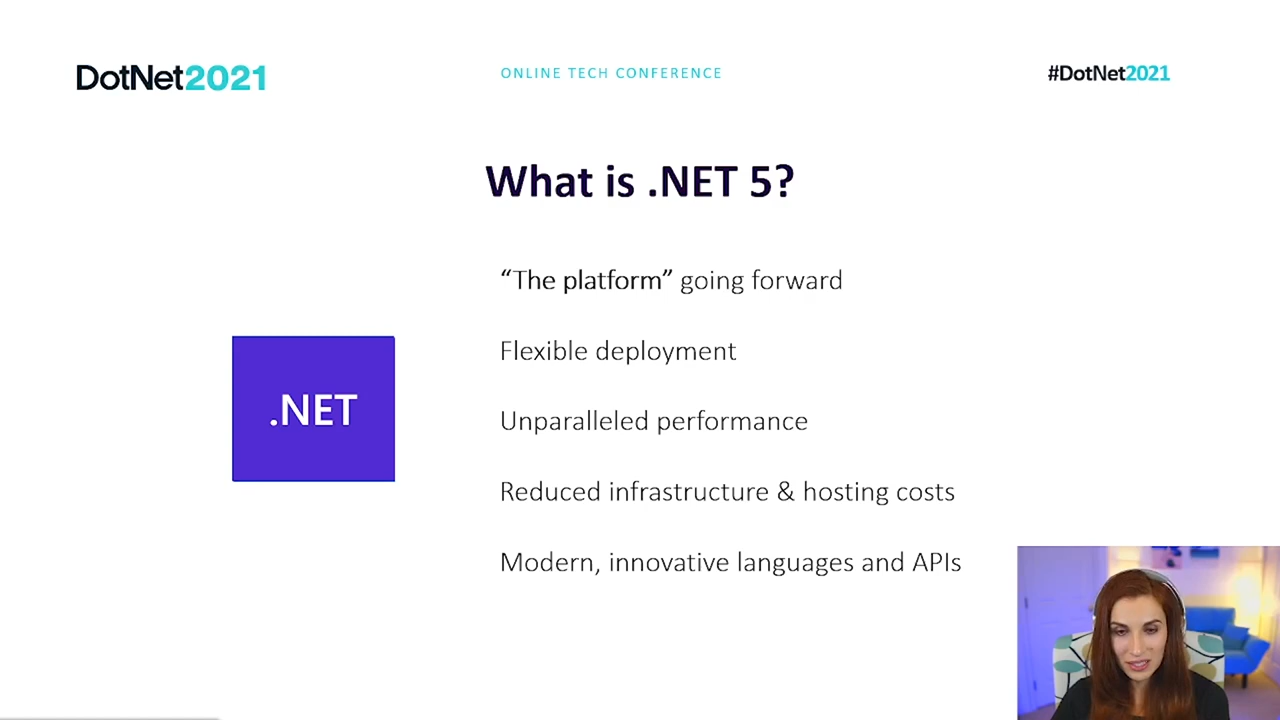 DotNet2021
ONLINE TECH CONFERENCE
#DotNet2021
What is .NET 5?
“The platform” going forward
Flexible deployment
.NET
Unparalleled performance
Reduced infrastructure & hosting costs
Modern, innovative languages and APIs